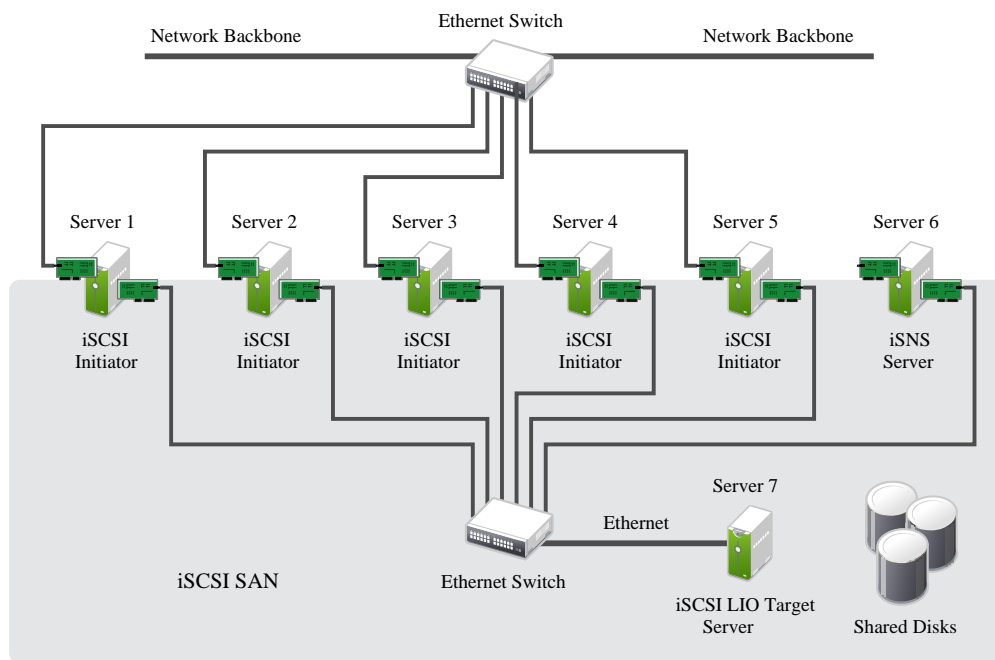 Ethernet Switch
Network Backbone
Network Backbone
Server 1
Server 2
Server 3
Server 4
Server 5
Server 6
iSCSI
Initiator
iSCSI
Initiator
iSCSI
Initiator
iSCSI
Initiator
iSCSI
Initiator
iSNS
Server
Server 7
Ethernet
Ethernet Switch
iSCSI SAN
iSCSI LIO Target
Server
Shared Disks